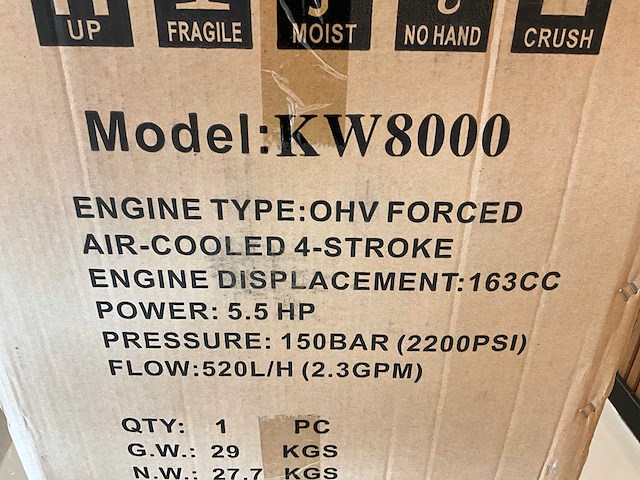 UP FRAGILE MOIST NO HAND CRUSH
Model:KW8000
ENGINE TYPE:OHV FORCED
AIR-COOLED 4-STROKE
ENGINE DISPLACEMENT:163CC
POWER: 5.5 HP
PRESSURE: 150BAR (2200PSI)
FLOW:520L/H (2.3GPM)
QTY: 1 PC
G.W.: 29 KGS
N.W.: 27.7 KGS